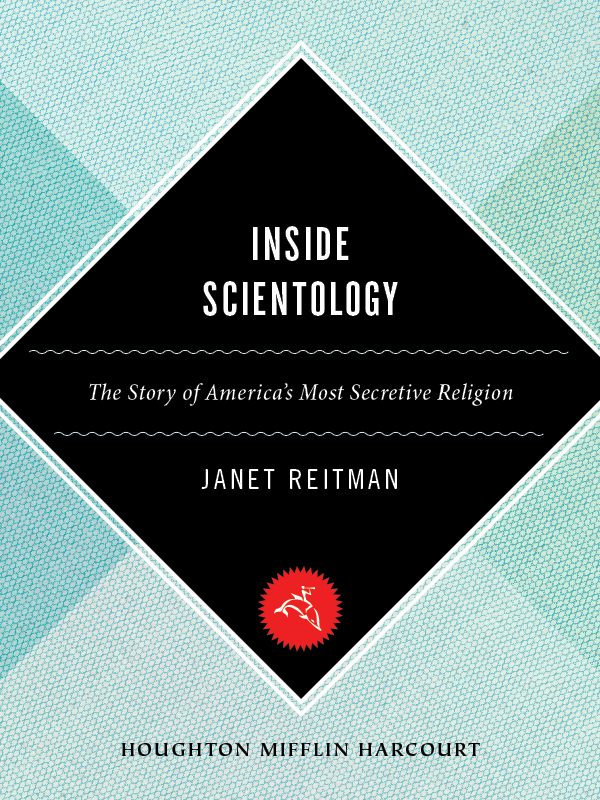 INSIDE
SCIENTOLOGY
The Story of America’s Most Secretive Religion
JANET REITMAN
HOUGHTON MIFFLIN HARCOURT